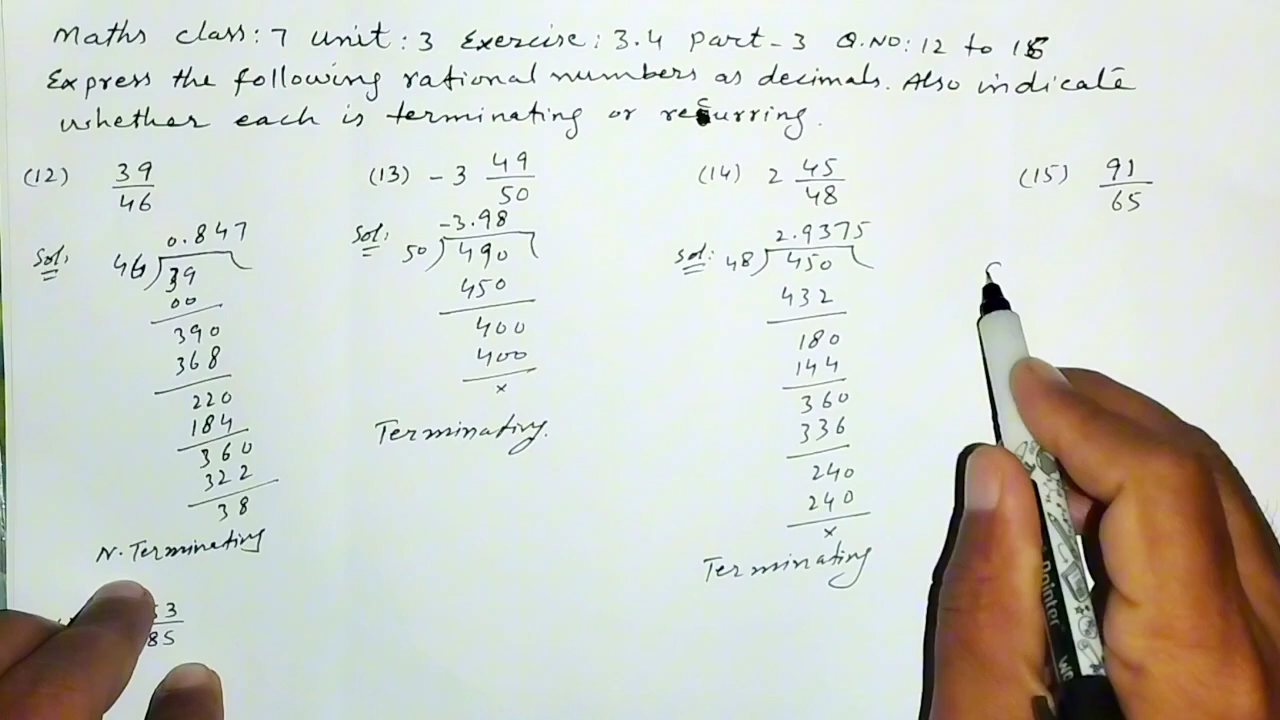 Maths class: 7 Unit: 3 Exercise: 3.4 Part-3 Q.NO: 12 to 16
Express the following rational numbers as decimals. Also indicate
whether each is terminating or recurring.
(12) 39/46
Sol:
0.847
46 39
00
390
368
220
184
360
322
38
N. Terminating
(13) -3 49/50
Sol:
-3.98
50 490
450
400
400
x
Terminating.
(14) 2 45/48
Sol:
2.9375
48 450
432
180
144
360
336
240
240
x
Terminating
(15) 91/65
53
85
Pointer